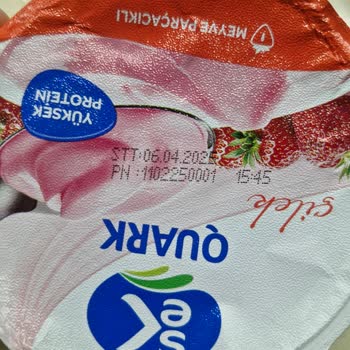 STT:06.04.202
PN :1102250001 15:45
MEYVE PARÇACIKLI
YÜKSEK
PROTEİN
çilek
QUARK